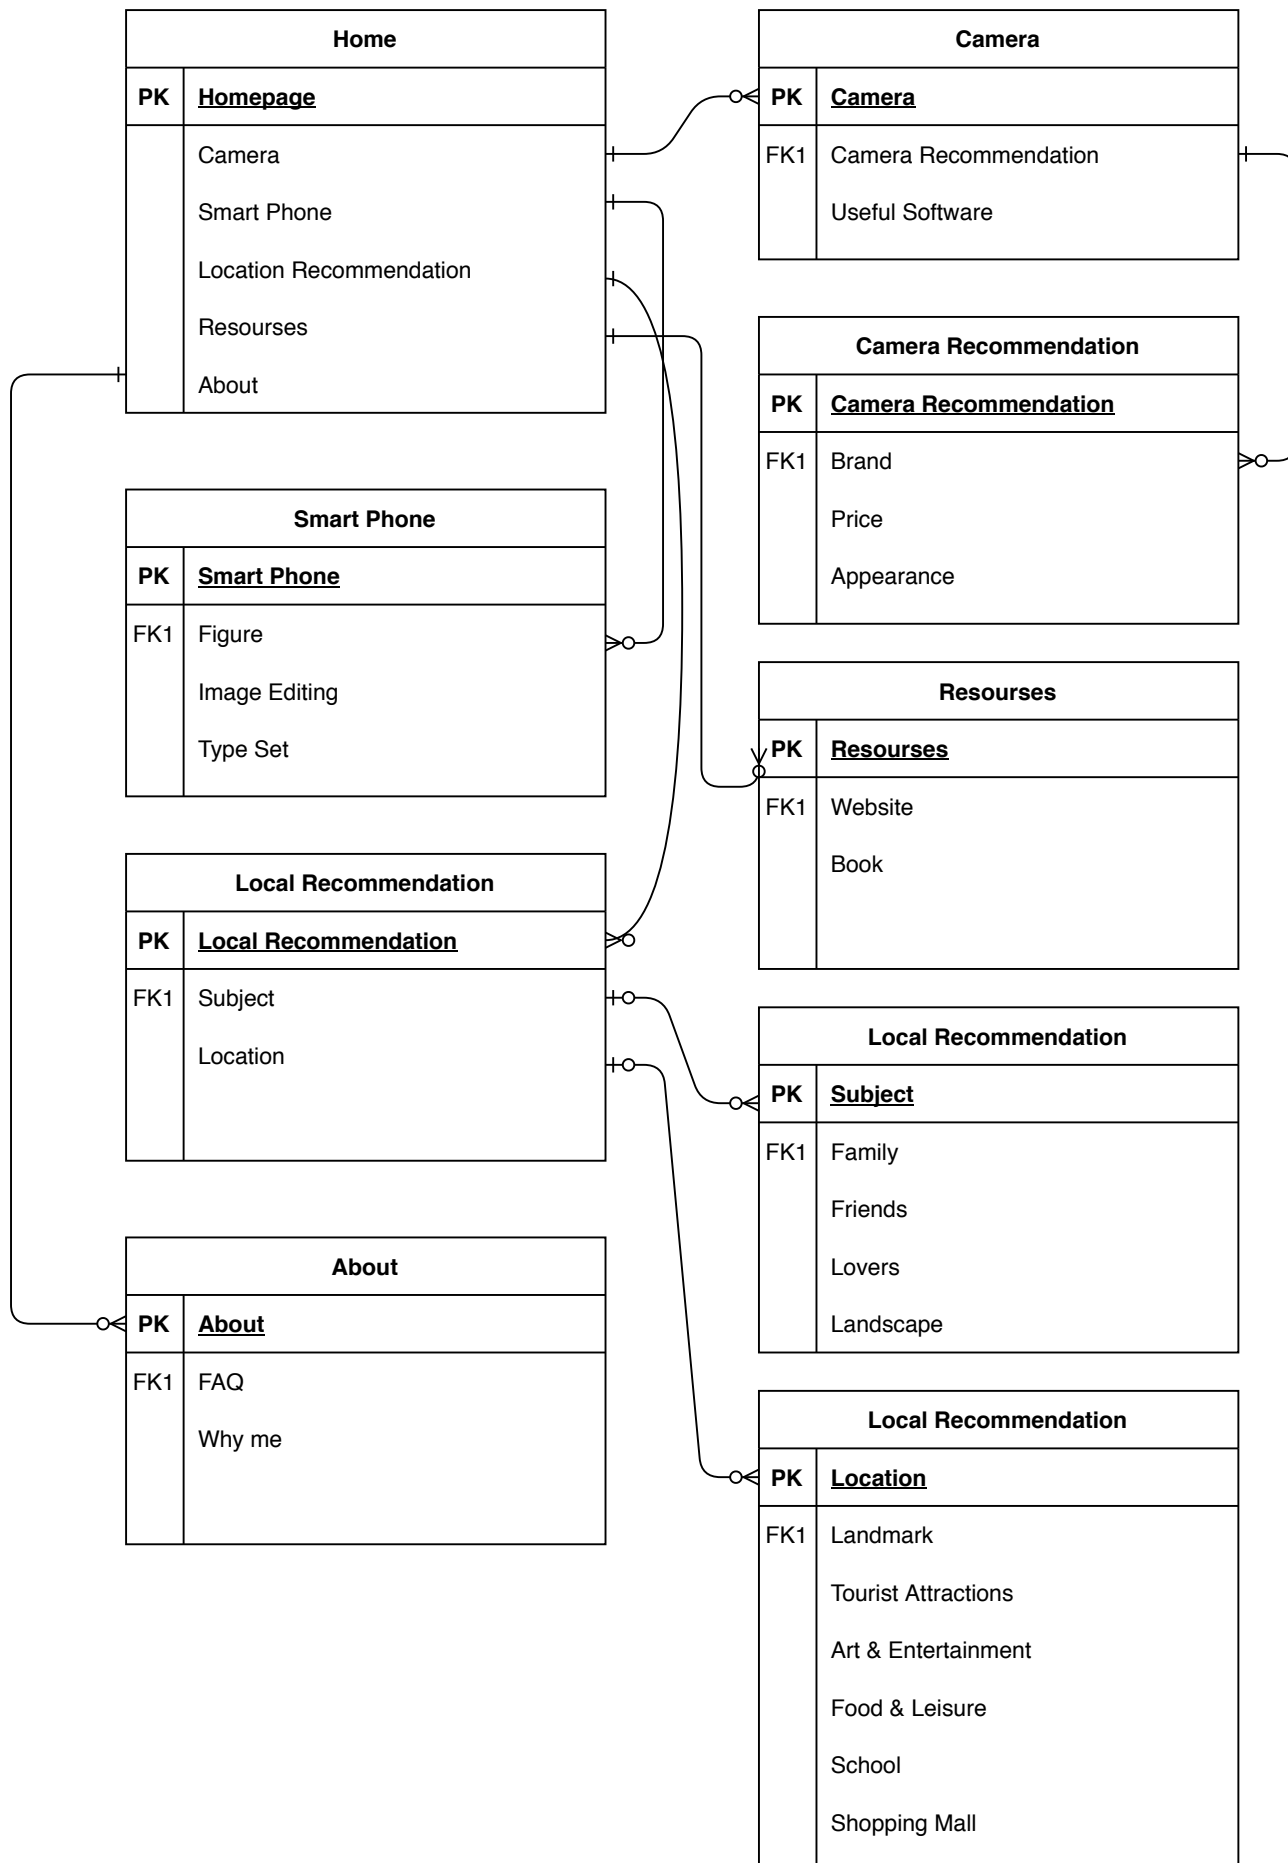 Home
PK Homepage
Camera
Smart Phone
Location Recommendation
Resourses
About
Smart Phone
PK Smart Phone
FK1 Figure
Image Editing
Type Set
Local Recommendation
PK Local Recommendation
FK1 Subject
Location
About
PK About
FK1 FAQ
Why me
Camera
PK Camera
FK1 Camera Recommendation
Useful Software
Camera Recommendation
PK Camera Recommendation
FK1 Brand
Price
Appearance
Resourses
PK Resourses
FK1 Website
Book
Local Recommendation
PK Subject
FK1 Family
Friends
Lovers
Landscape
Local Recommendation
PK Location
FK1 Landmark
Tourist Attractions
Art & Entertainment
Food & Leisure
School
Shopping Mall